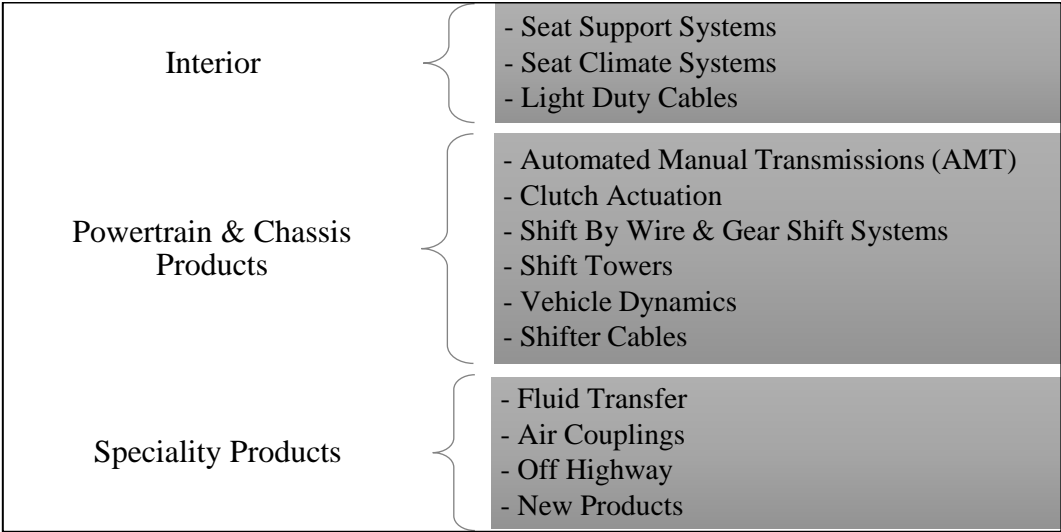 Interior
- Seat Support Systems
- Seat Climate Systems
- Light Duty Cables
Powertrain & Chassis
Products
- Automated Manual Transmissions (AMT)
- Clutch Actuation
- Shift By Wire & Gear Shift Systems
- Shift Towers
- Vehicle Dynamics
- Shifter Cables
Speciality Products
- Fluid Transfer
- Air Couplings
- Off Highway
- New Products